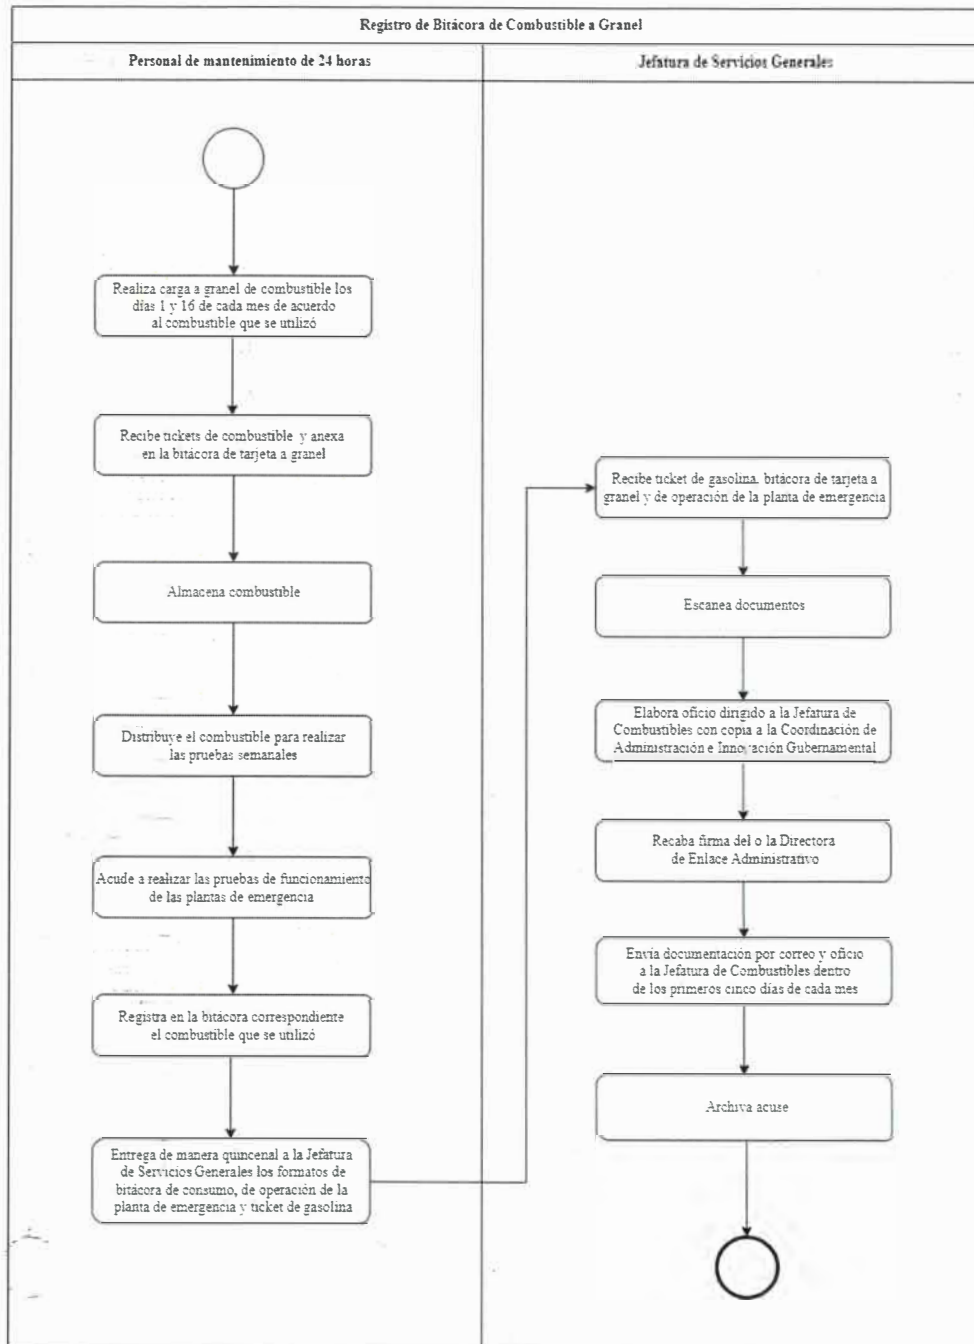 Registro de Bitácora de Combustible a Granel
Personal de mantenimiento de 24 horas
Jefatura de Servicios Generales
Realiza carga a granel de combustible los
días 1 y 16 de cada mes de acuerdo
al combustible que se utilizó
Recibe tickets de combustible y anexa
en la bitácora de tarjeta a granel
Almacena combustible
Distribuye el combustible para realizar
las pruebas semanales
Acude a realizar las pruebas de funcionamiento
de las plantas de emergencia
Registra en la bitácora correspondiente
el combustible que se utilizó
Entrega de manera quincenal a la Jefatura
de Servicios Generales los formatos de
bitácora de consumo, de operación de la
planta de emergencia y ticket de gasolina
Recibe ticket de gasolina, bitácora de tarjeta a
granel y de operación de la planta de emergencia
Escanea documentos
Elabora oficio dirigido a la Jefatura de
Combustibles con copia a la Coordinación de
Administración e Innovación Gubernamental
Recaba firma del o la Directora
de Enlace Administrativo
Envía documentación por correo y oficio
a la Jefatura de Combustibles dentro
de los primeros cinco días de cada mes
Archiva acuse